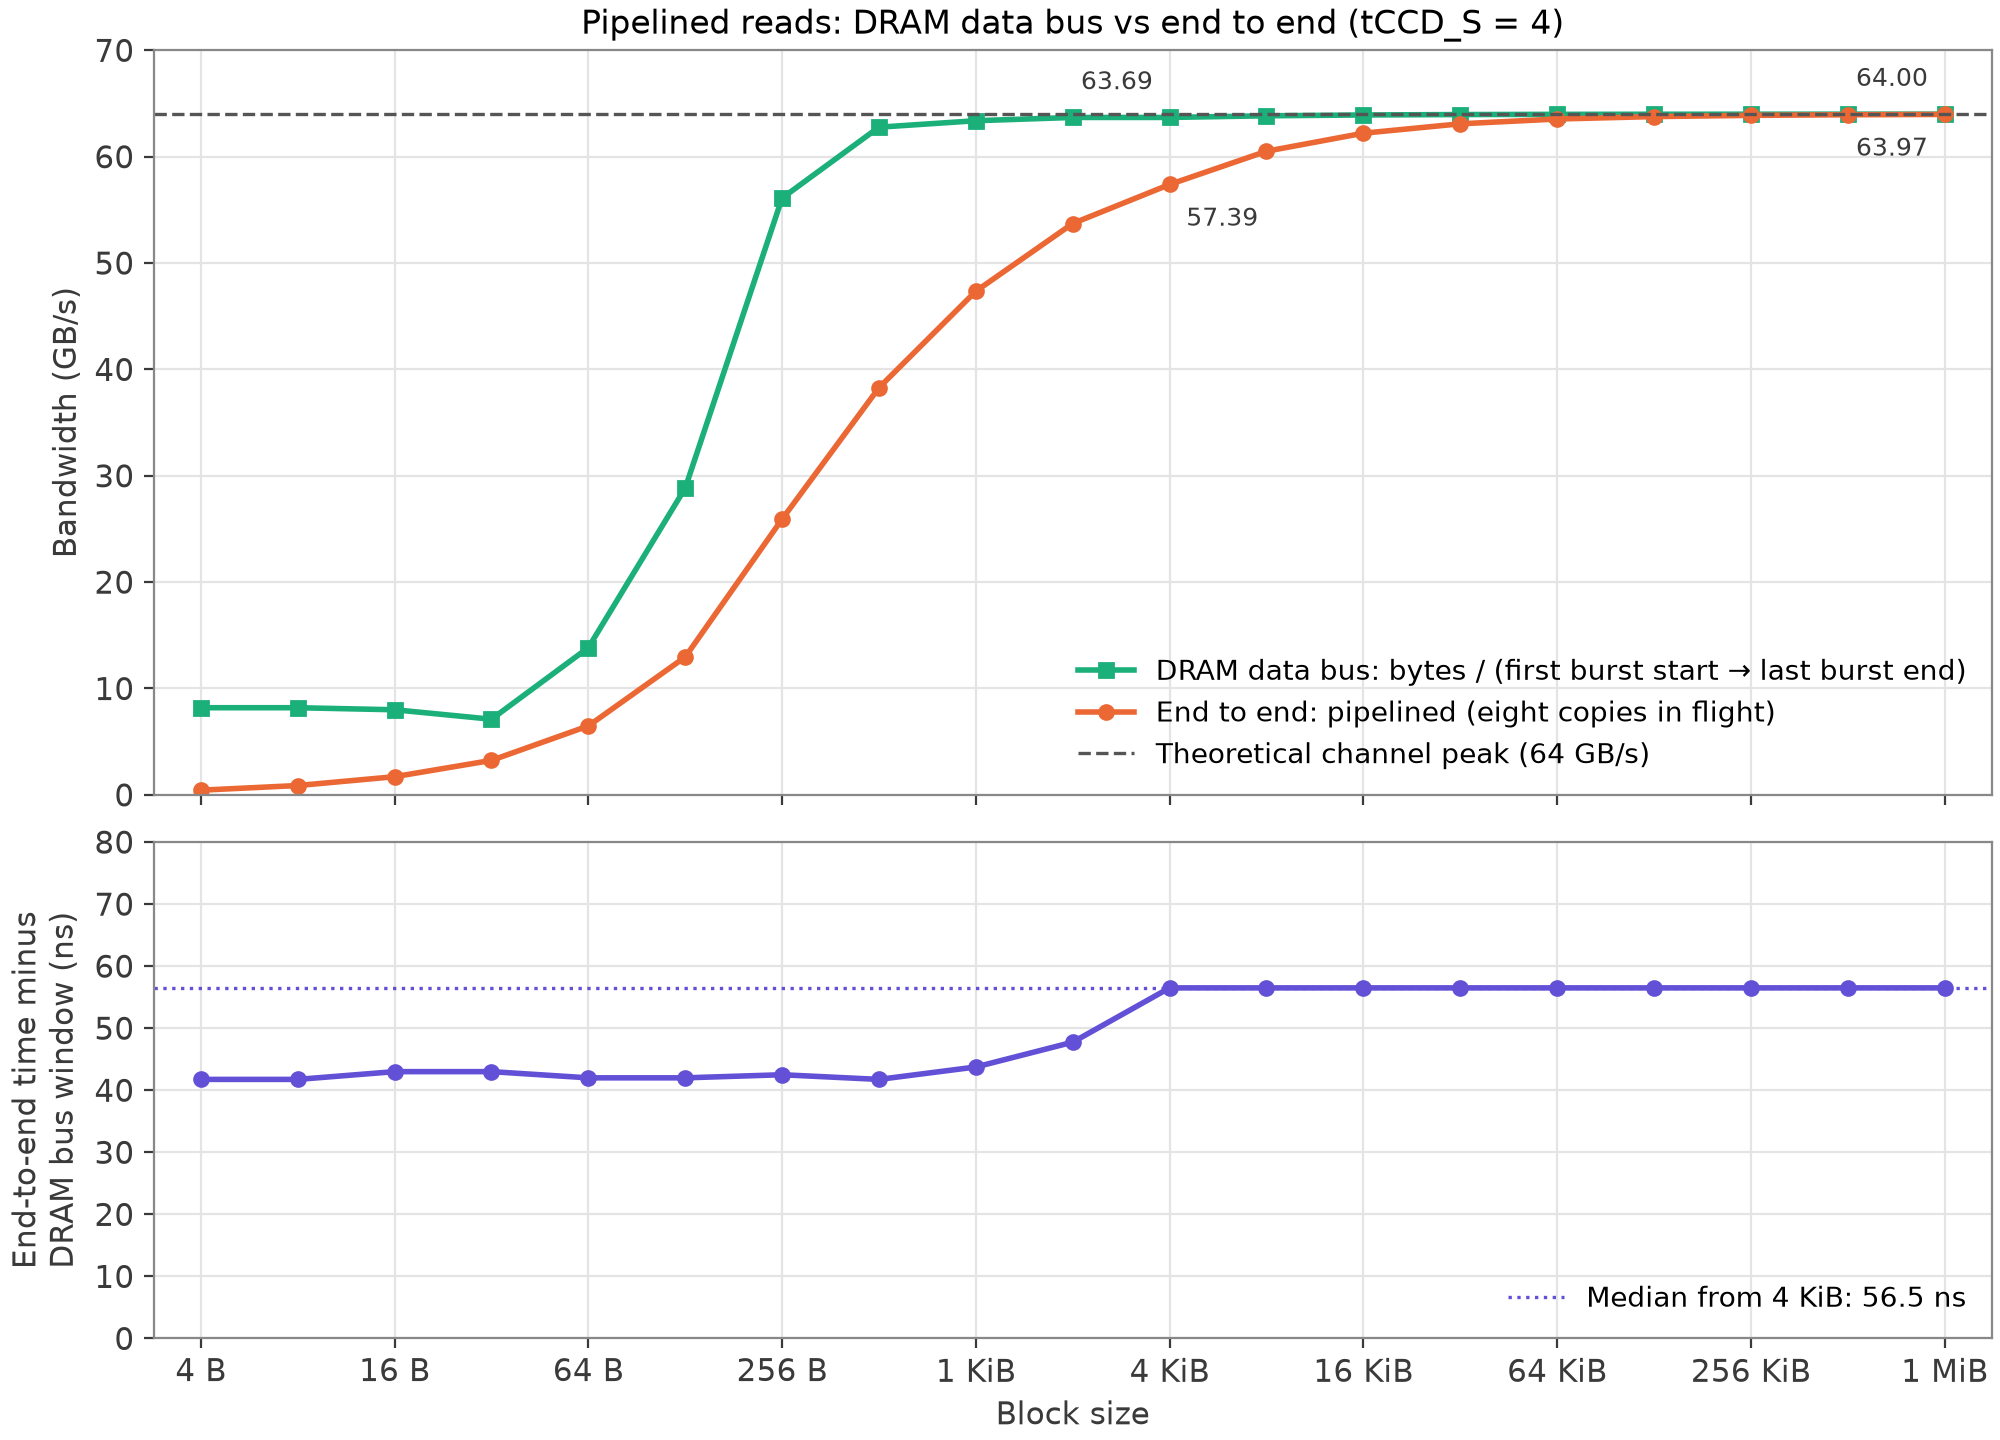 Pipelined reads: DRAM data bus vs end to end (tCCD_S = 4)
70
60
50
40
30
20
10
0
Bandwidth (GB/s)
63.69
64.00
63.97
57.39
DRAM data bus: bytes / (first burst start → last burst end)
End to end: pipelined (eight copies in flight)
Theoretical channel peak (64 GB/s)
80
70
60
50
40
30
20
10
0
End-to-end time minus
DRAM bus window (ns)
Median from 4 KiB: 56.5 ns
4 B
16 B
64 B
256 B
1 KiB
4 KiB
16 KiB
64 KiB
256 KiB
1 MiB
Block size